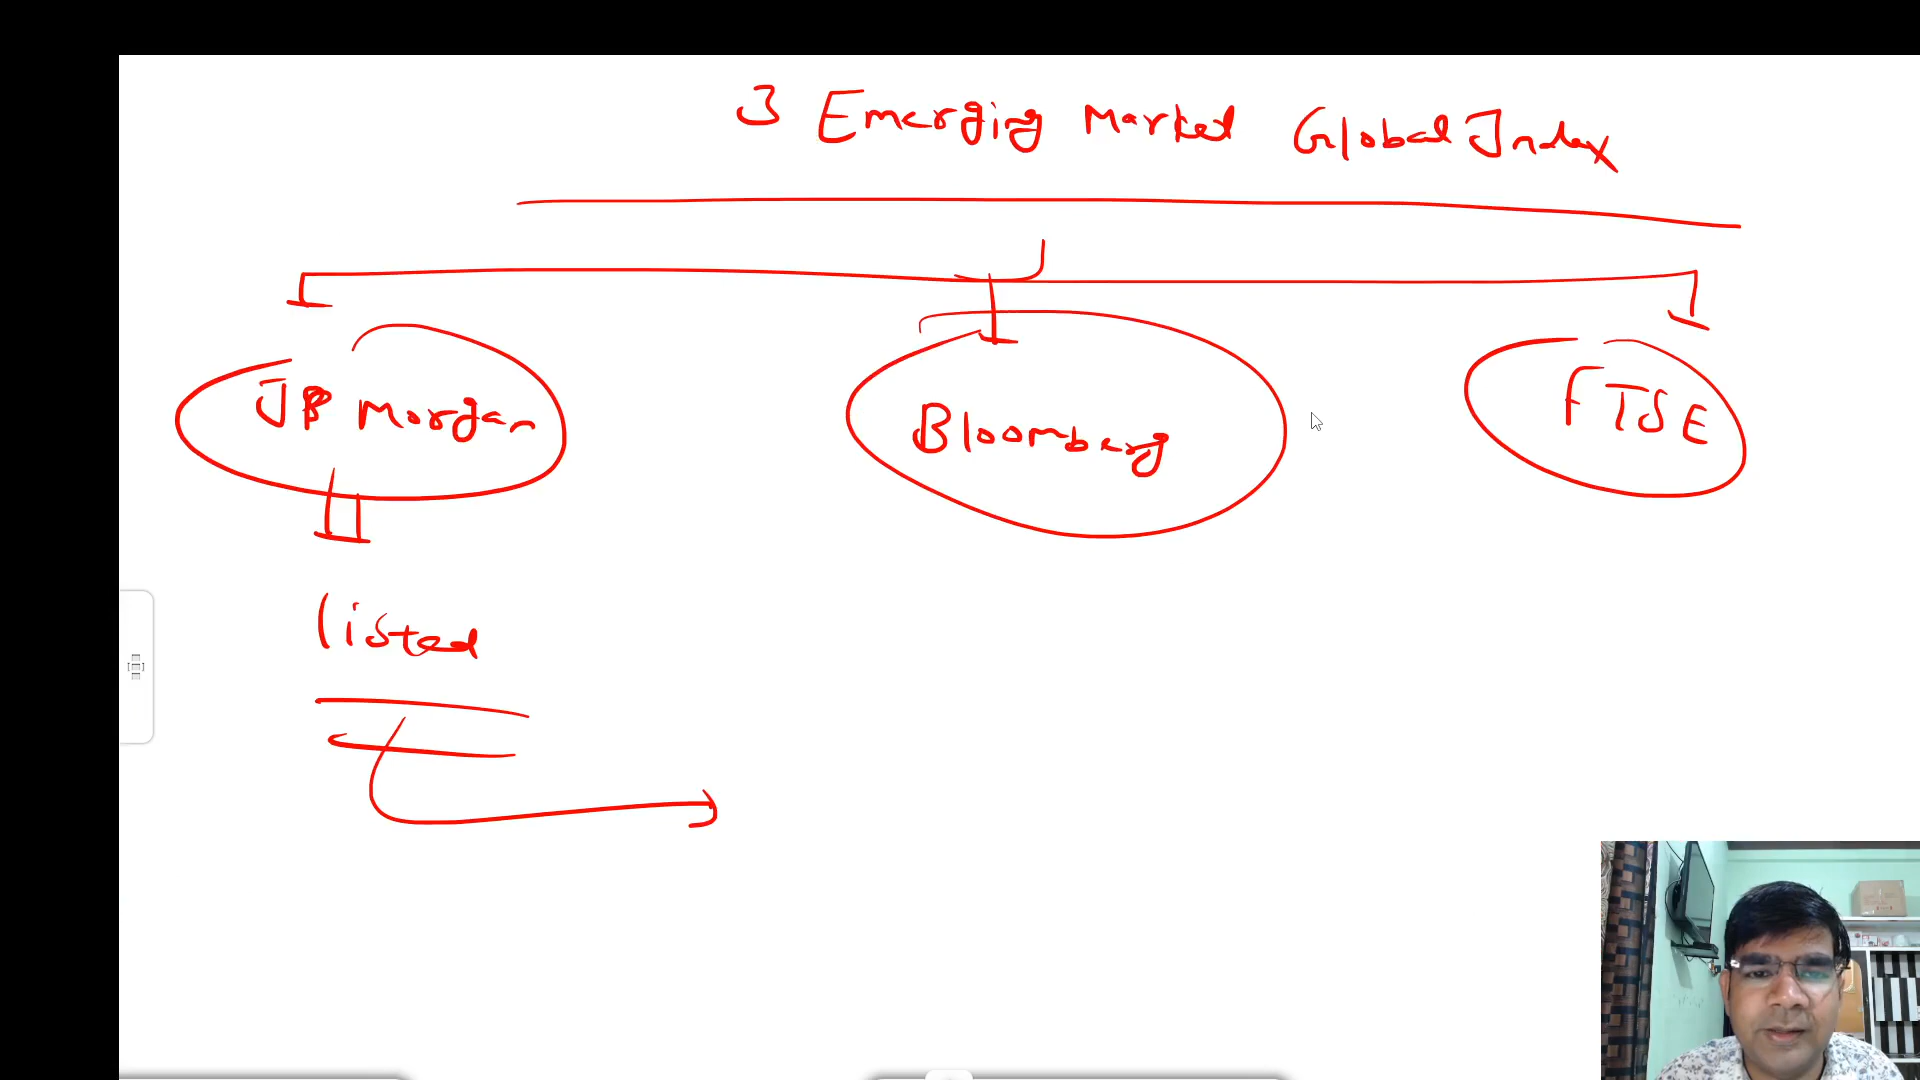 3 Emerging Market Global Index
JP Morgan
Bloomberg
FTSE
listed